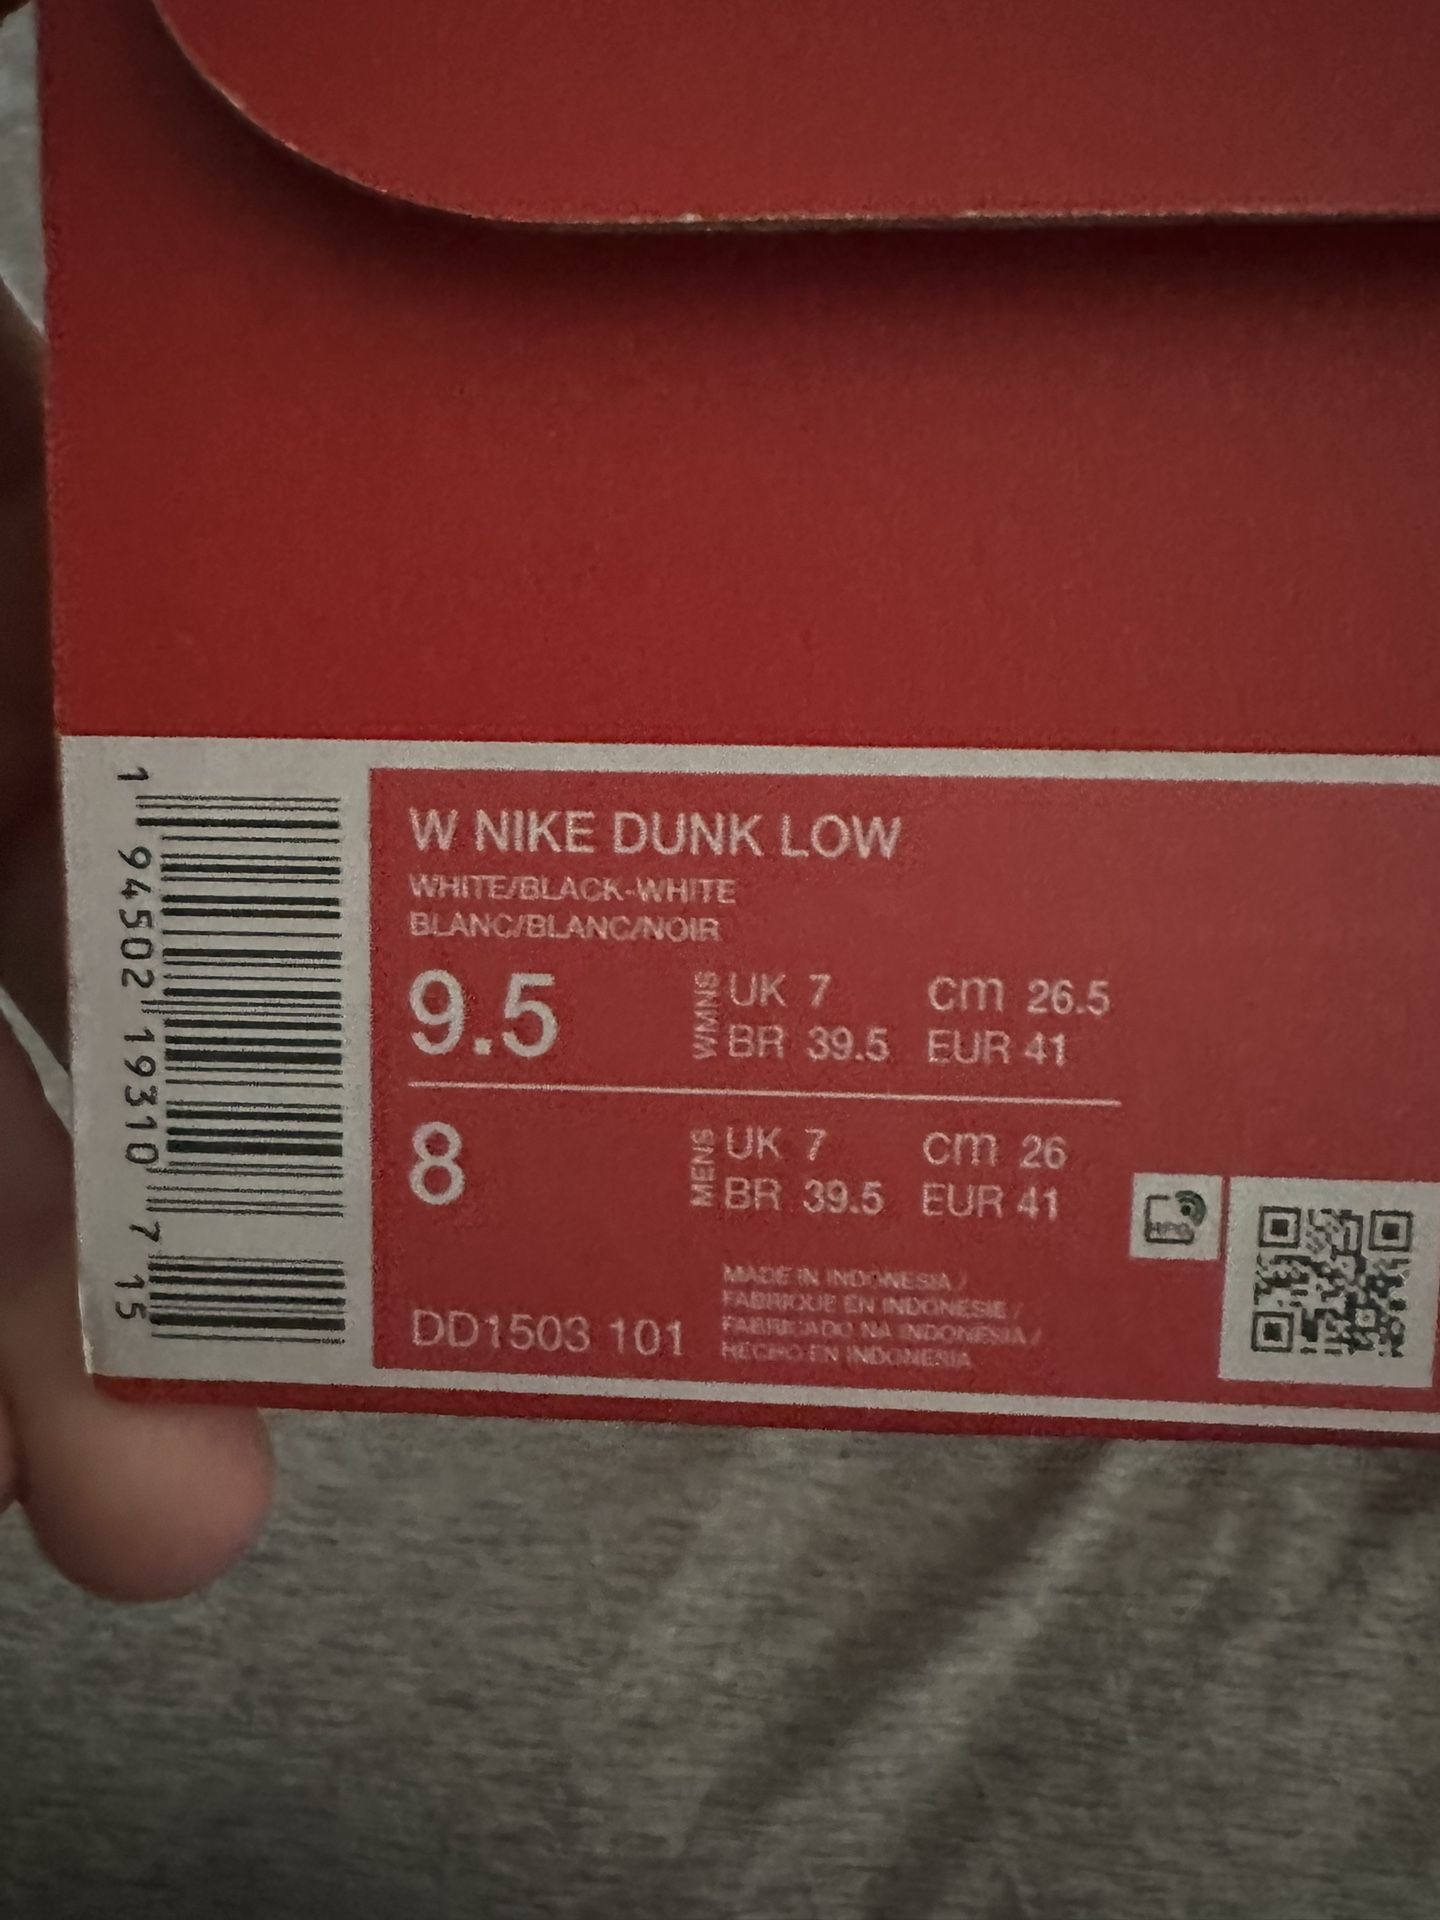 W NIKE DUNK LOW
WHITE/BLACK-WHITE
BLANC/BLANC/NOIR
9.5 WMNS UK 7 cm 26.5
BR 39.5 EUR 41
8 MENS UK 7 cm 26
BR 39.5 EUR 41
DD1503 101
MADE IN INDONESIA /
FABRIQUE EN INDONESIE /
FABRICADO NA INDONESIA /
HECHO EN INDONESIA
1 94502 19310 7 15